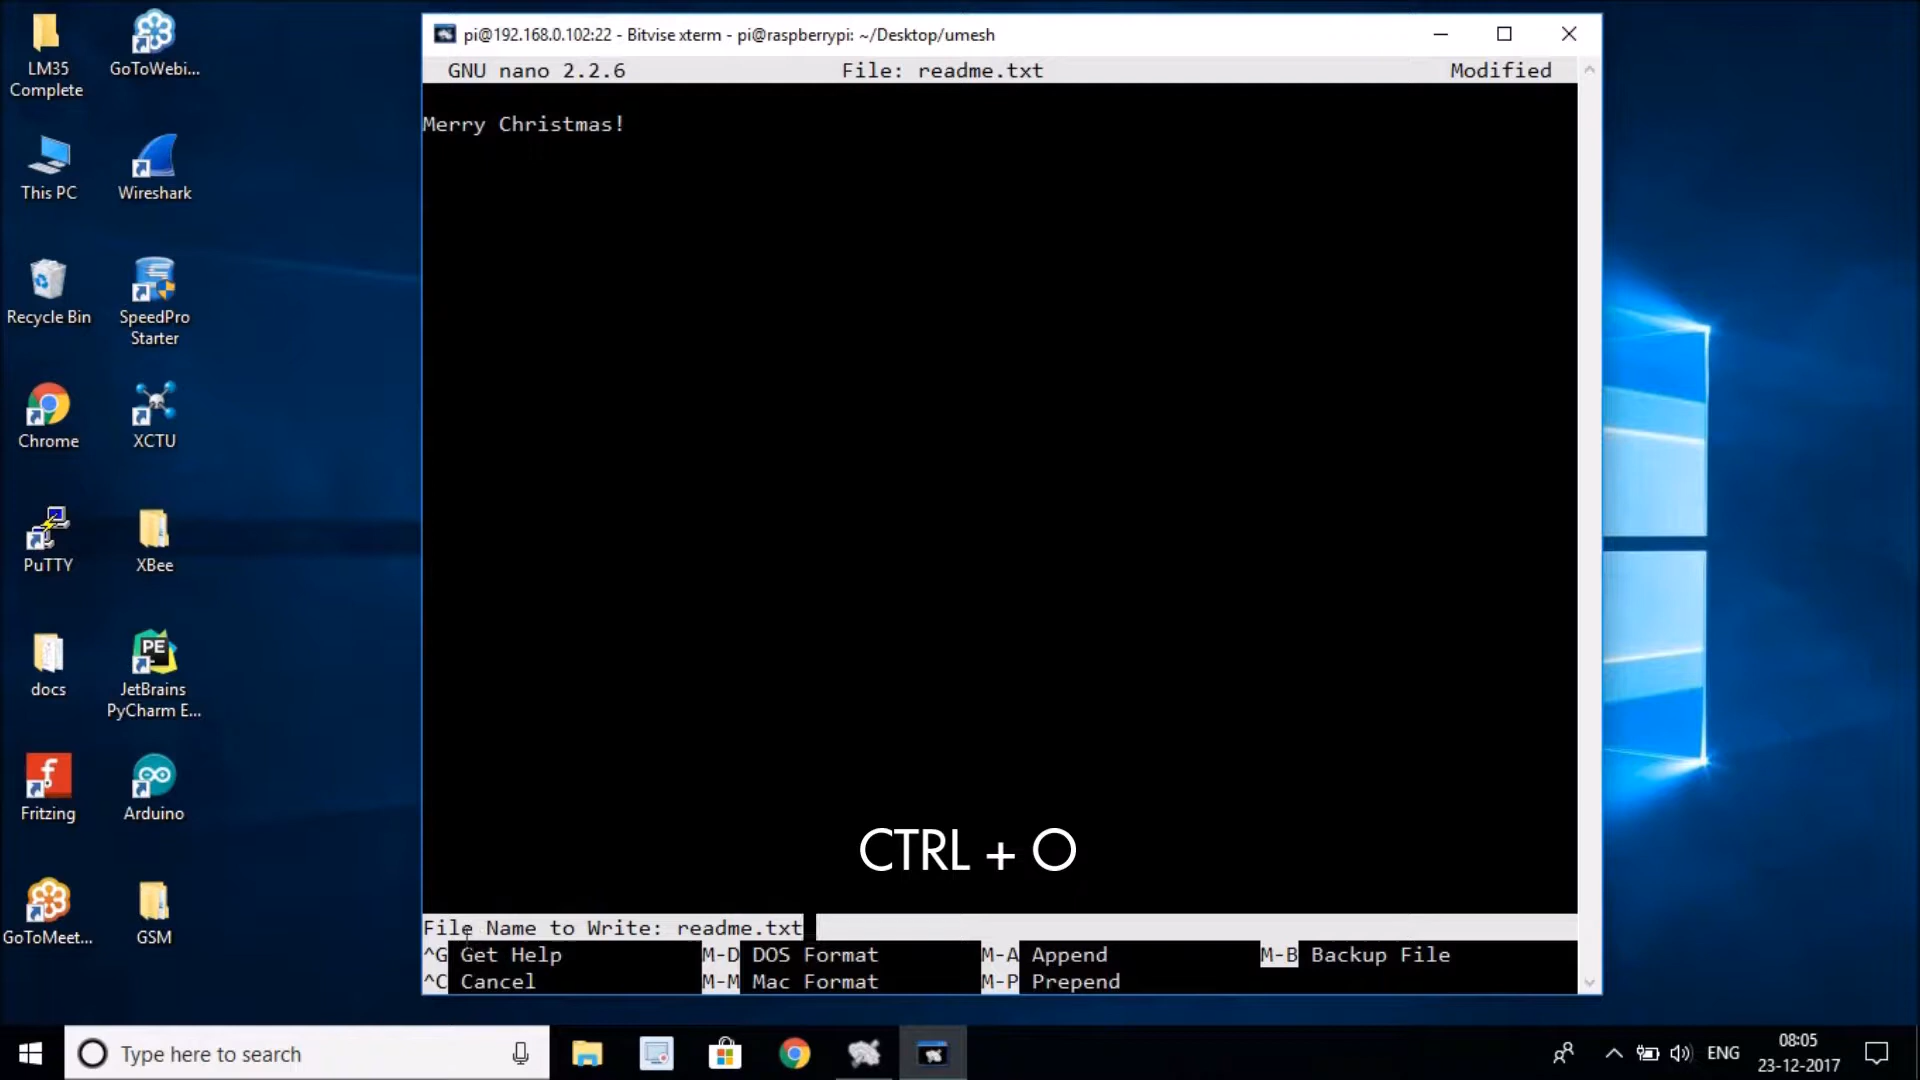 LM35
Complete
GoToWebi...
This PC
Wireshark
Recycle Bin
SpeedPro
Starter
Chrome
XCTU
PuTTY
XBee
docs
PE
JetBrains
PyCharm E...
f
Fritzing
Arduino
GoToMeet...
GSM
pi@192.168.0.102:22 - Bitvise xterm - pi@raspberrypi: ~/Desktop/umesh
GNU nano 2.2.6 File: readme.txt Modified
Merry Christmas!
CTRL + O
File Name to Write: readme.txt
^G Get Help M-D DOS Format M-A Append M-B Backup File
^C Cancel M-M Mac Format M-P Prepend
Type here to search
ENG
08:05
23-12-2017